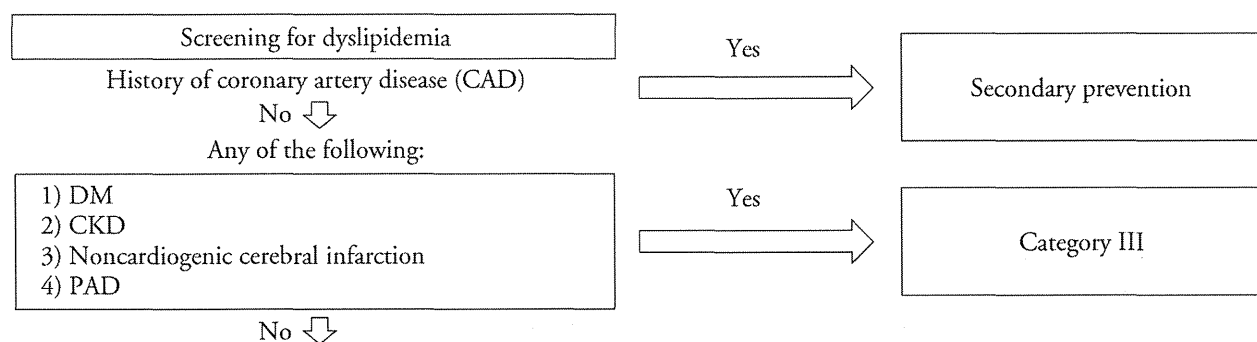 Screening for dyslipidemia
Yes
History of coronary artery disease (CAD)
Secondary prevention
No
Any of the following:
1) DM
2) CKD
3) Noncardiogenic cerebral infarction
4) PAD
Yes
Category III
No